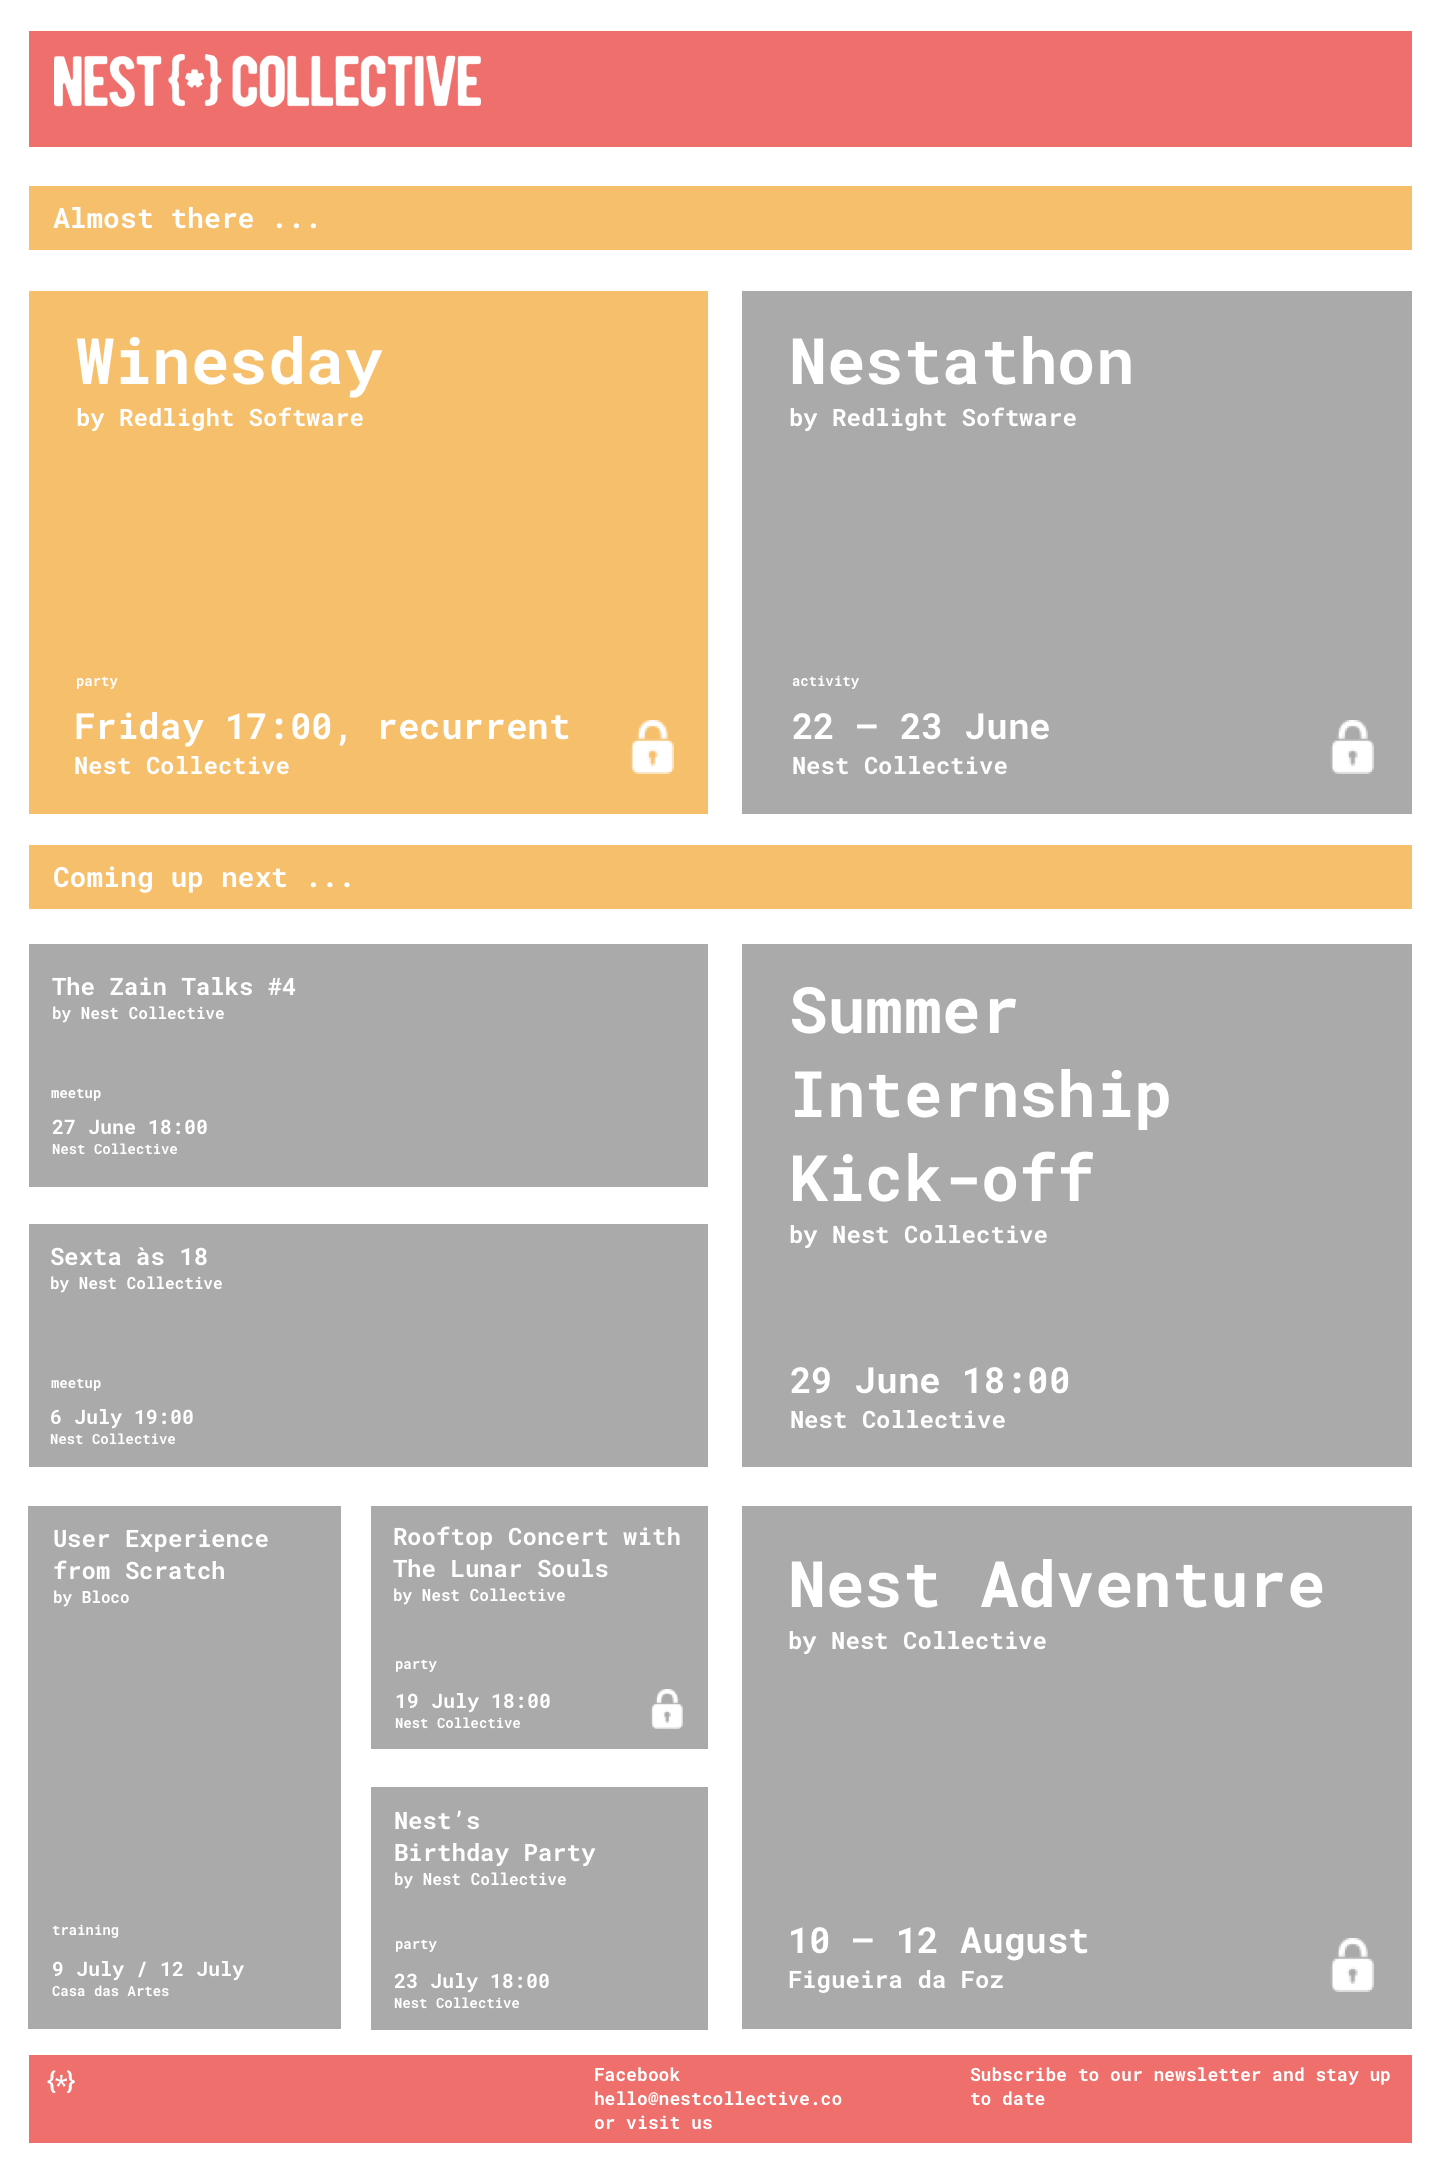 NEST {*} COLLECTIVE
Almost there ...
Winesday
by Redlight Software
party
Friday 17:00, recurrent
Nest Collective
Nestathon
by Redlight Software
activity
22 – 23 June
Nest Collective
Coming up next ...
The Zain Talks #4
by Nest Collective
meetup
27 June 18:00
Nest Collective
Sexta às 18
by Nest Collective
meetup
6 July 19:00
Nest Collective
Summer
Internship
Kick-off
by Nest Collective
29 June 18:00
Nest Collective
User Experience
from Scratch
by Bloco
training
9 July / 12 July
Casa das Artes
Rooftop Concert with
The Lunar Souls
by Nest Collective
party
19 July 18:00
Nest Collective
Nest’s
Birthday Party
by Nest Collective
party
23 July 18:00
Nest Collective
Nest Adventure
by Nest Collective
10 – 12 August
Figueira da Foz
{*}
Facebook
hello@nestcollective.co
or visit us
Subscribe to our newsletter and stay up
to date